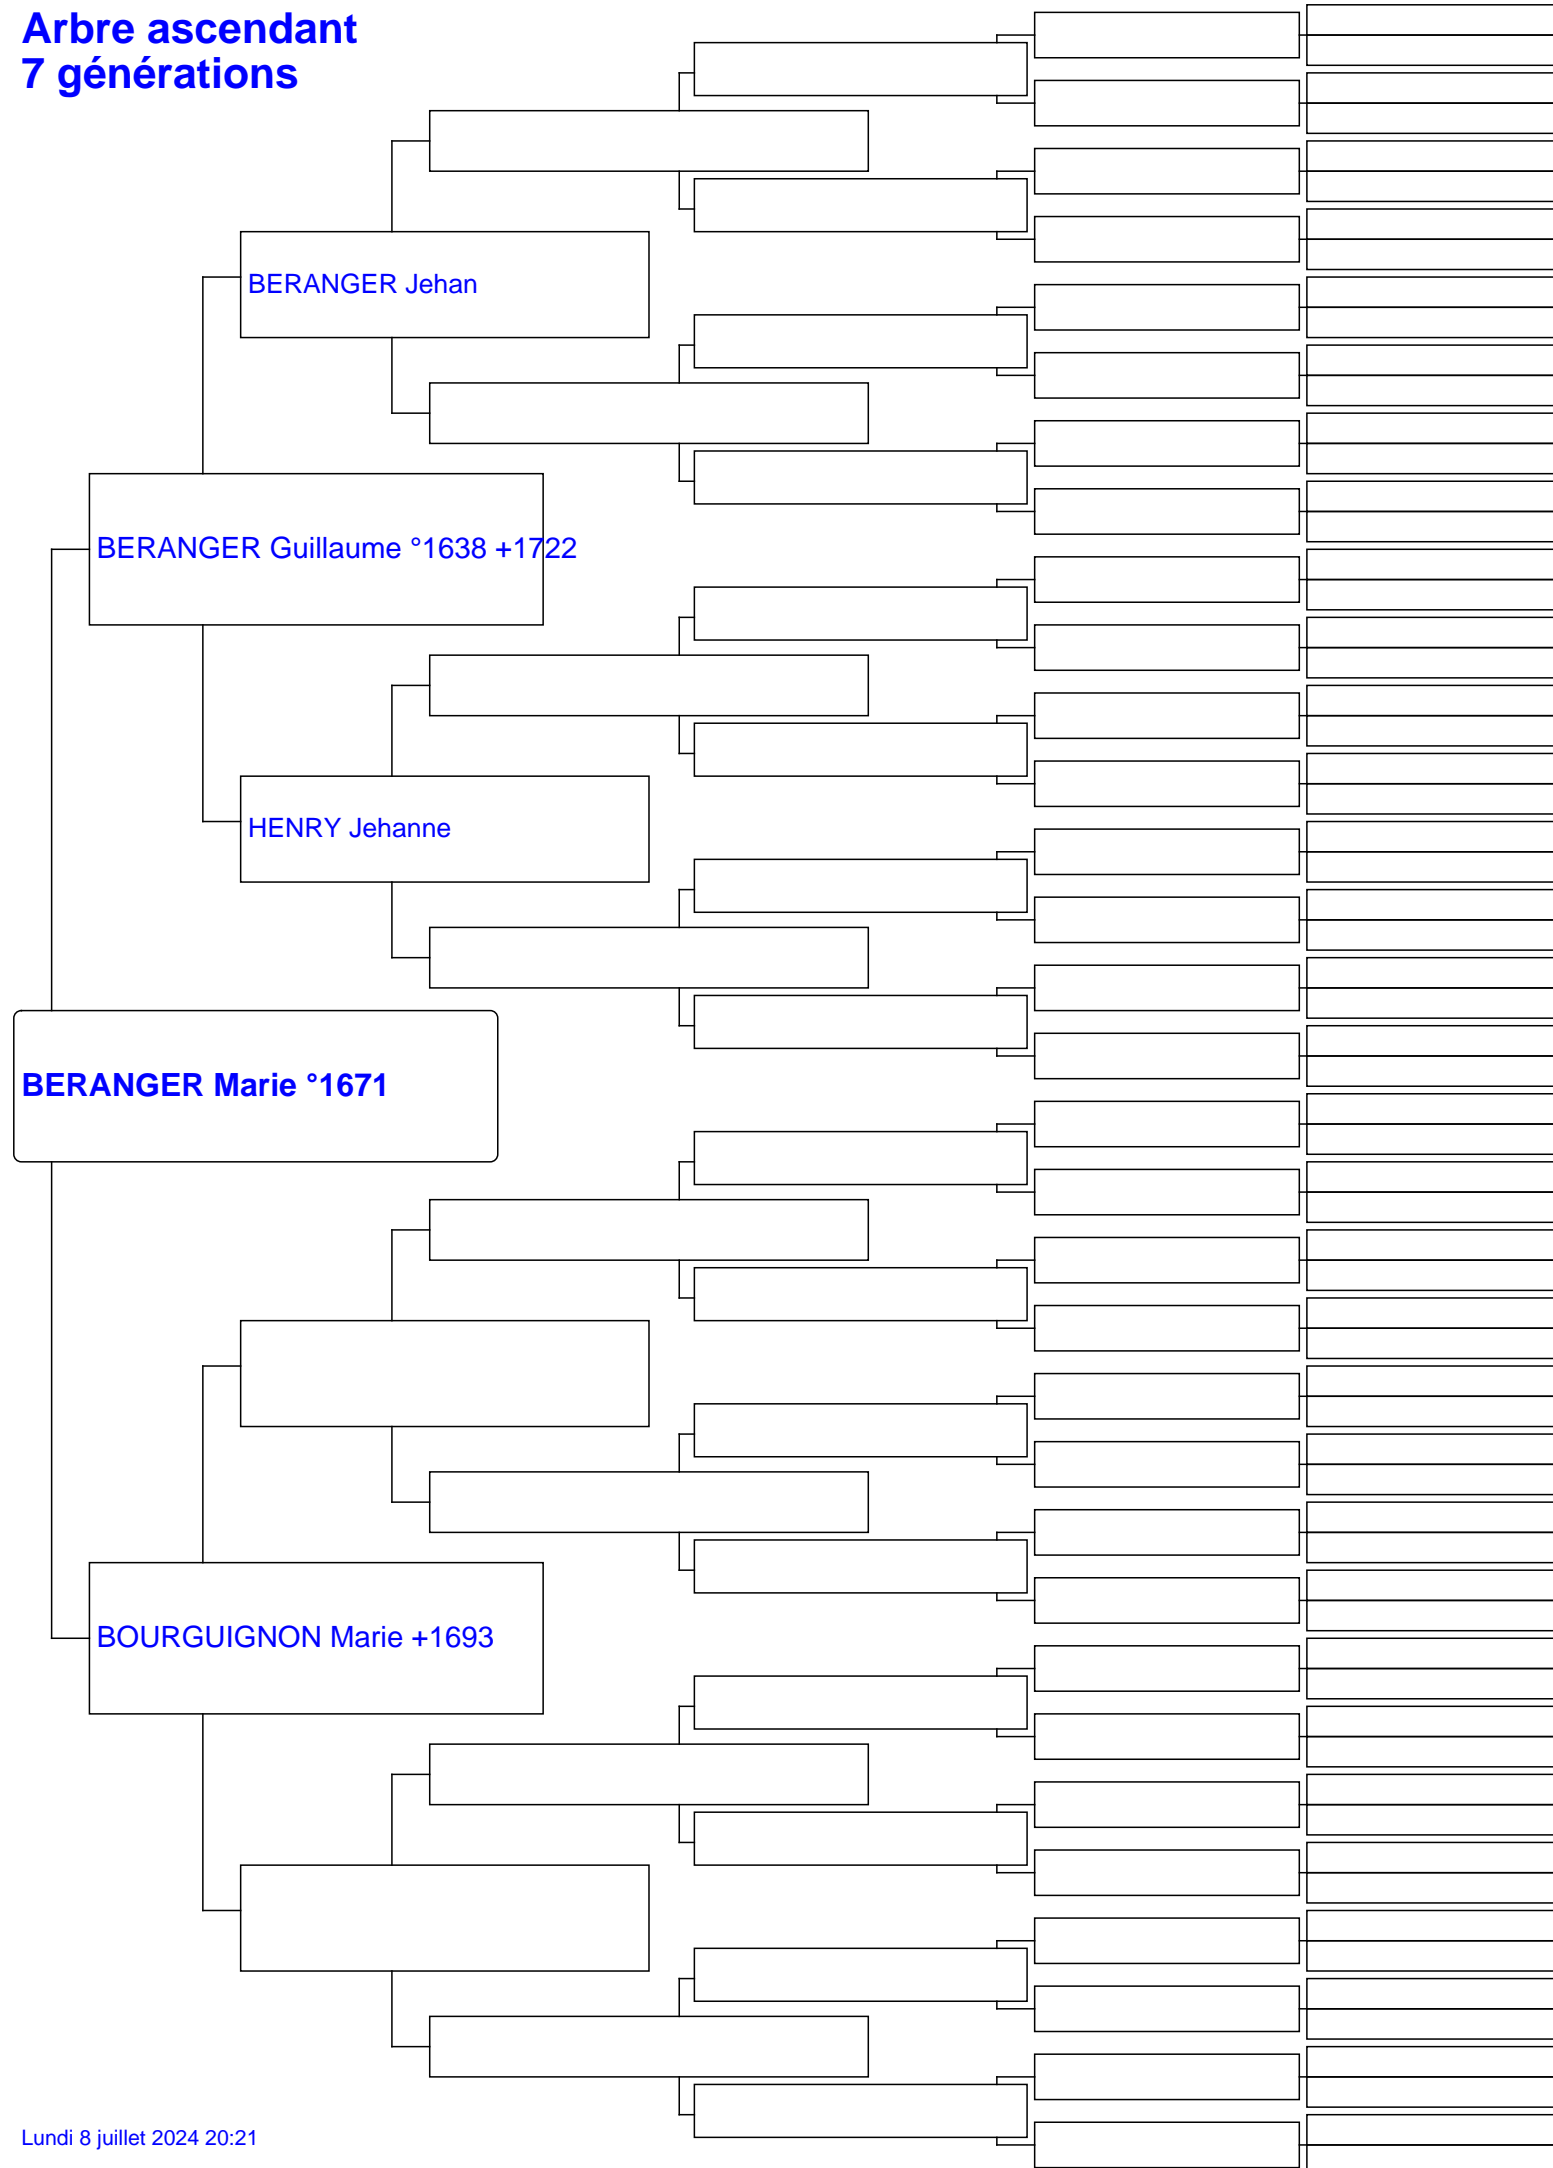 Arbre ascendant
7 générations
BERANGER Jehan
BERANGER Guillaume °1638 +1722
HENRY Jehanne
BERANGER Marie °1671
BOURGUIGNON Marie +1693
Lundi 8 juillet 2024 20:21